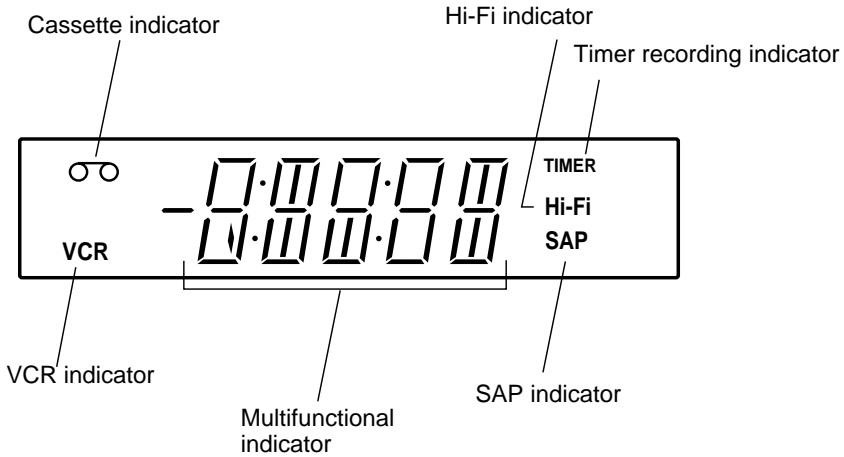 Hi-Fi indicator
Cassette indicator
Timer recording indicator
TIMER
Hi-Fi
VCR
SAP
VCR indicator
SAP indicator
Multifunctional
indicator